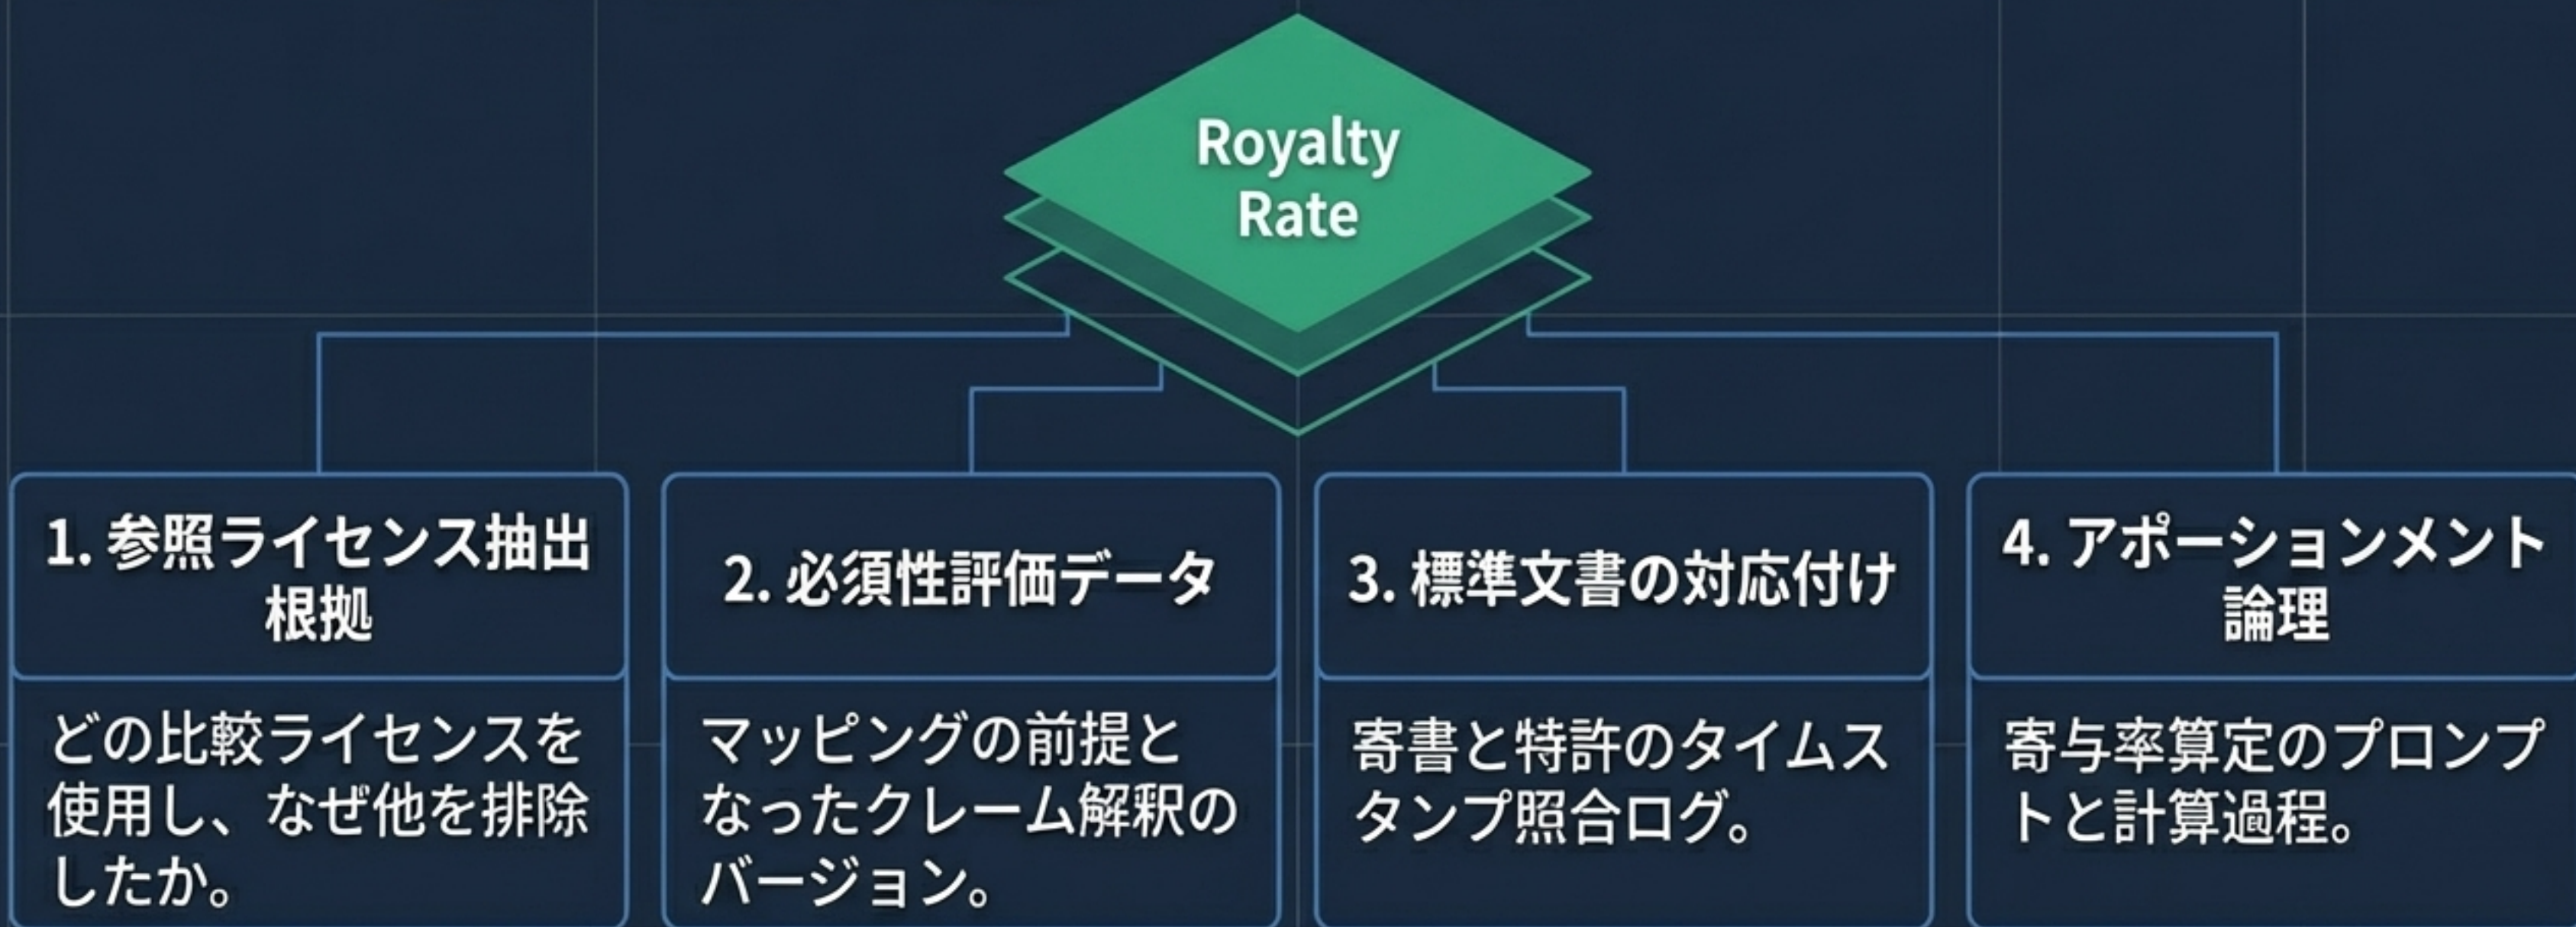 Royalty
Rate
1. 参照ライセンス抽出
根拠
どの比較ライセンスを
使用し、なぜ他を排除
したか。
2. 必須性評価データ
マッピングの前提と
なったクレーム解釈の
バージョン。
3. 標準文書の対応付け
寄書と特許のタイムス
タンプ照合ログ。
4. アポーションメント
論理
寄与率算定のプロンプ
トと計算過程。